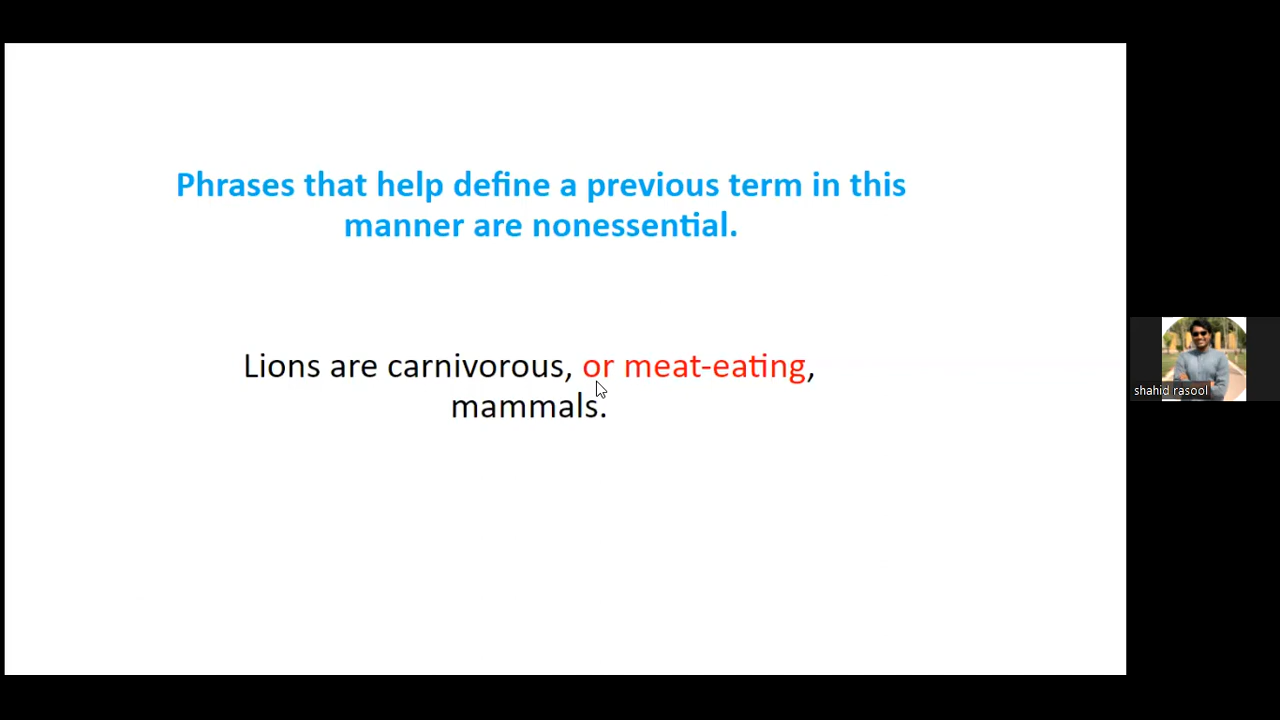 Phrases that help define a previous term in this
manner are nonessential.
Lions are carnivorous, or meat-eating,
mammals.
shahid rasool